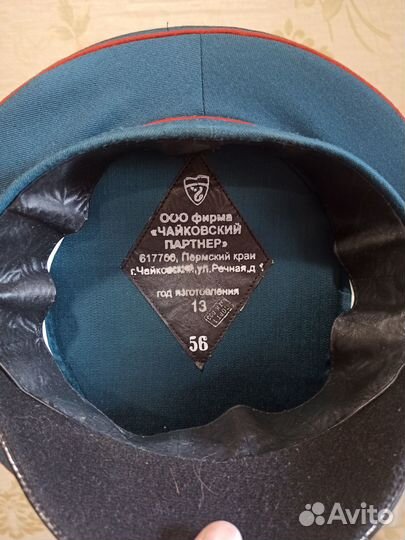 ООО фирма
«ЧАЙКОВСКИЙ
ПАРТНЕР»
617766, Пермский край
г.Чайковский,ул.Речная,д 1
год изготовления
13
56
Avito